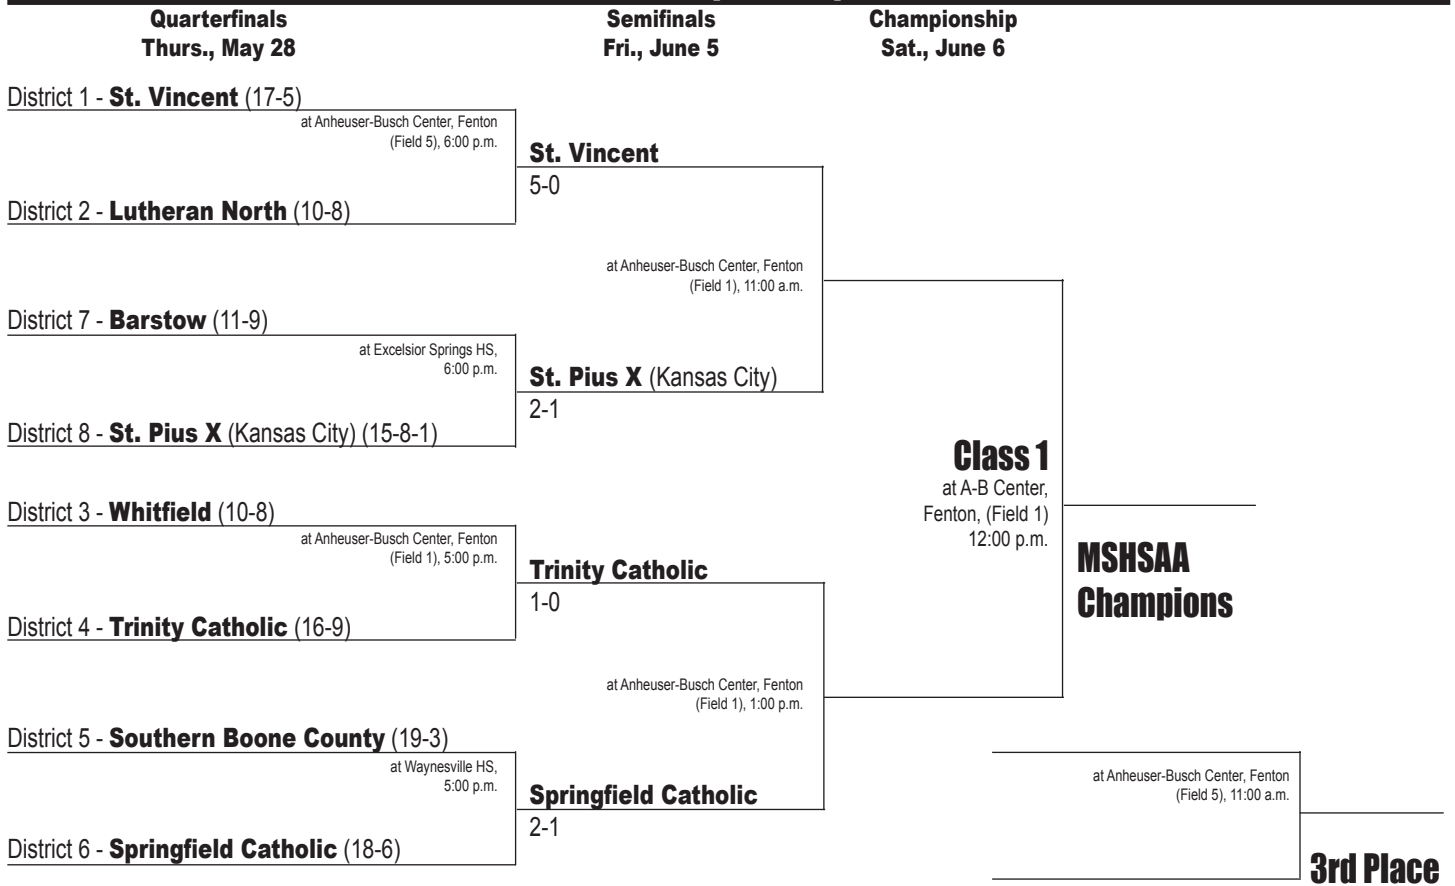 Quarterfinals
Thurs., May 28
Semifinals
Fri., June 5
Championship
Sat., June 6
District 1 - St. Vincent (17-5)
at Anheuser-Busch Center, Fenton
(Field 5), 6:00 p.m.
St. Vincent
5-0
District 2 - Lutheran North (10-8)
at Anheuser-Busch Center, Fenton
(Field 1), 11:00 a.m.
District 7 - Barstow (11-9)
at Excelsior Springs HS,
6:00 p.m.
St. Pius X (Kansas City)
2-1
District 8 - St. Pius X (Kansas City) (15-8-1)
Class 1
at A-B Center,
Fenton, (Field 1)
12:00 p.m.
MSHSAA
Champions
District 3 - Whitfield (10-8)
at Anheuser-Busch Center, Fenton
(Field 1), 5:00 p.m.
Trinity Catholic
1-0
District 4 - Trinity Catholic (16-9)
at Anheuser-Busch Center, Fenton
(Field 1), 1:00 p.m.
District 5 - Southern Boone County (19-3)
at Waynesville HS,
5:00 p.m.
Springfield Catholic
2-1
District 6 - Springfield Catholic (18-6)
at Anheuser-Busch Center, Fenton
(Field 5), 11:00 a.m.
3rd Place